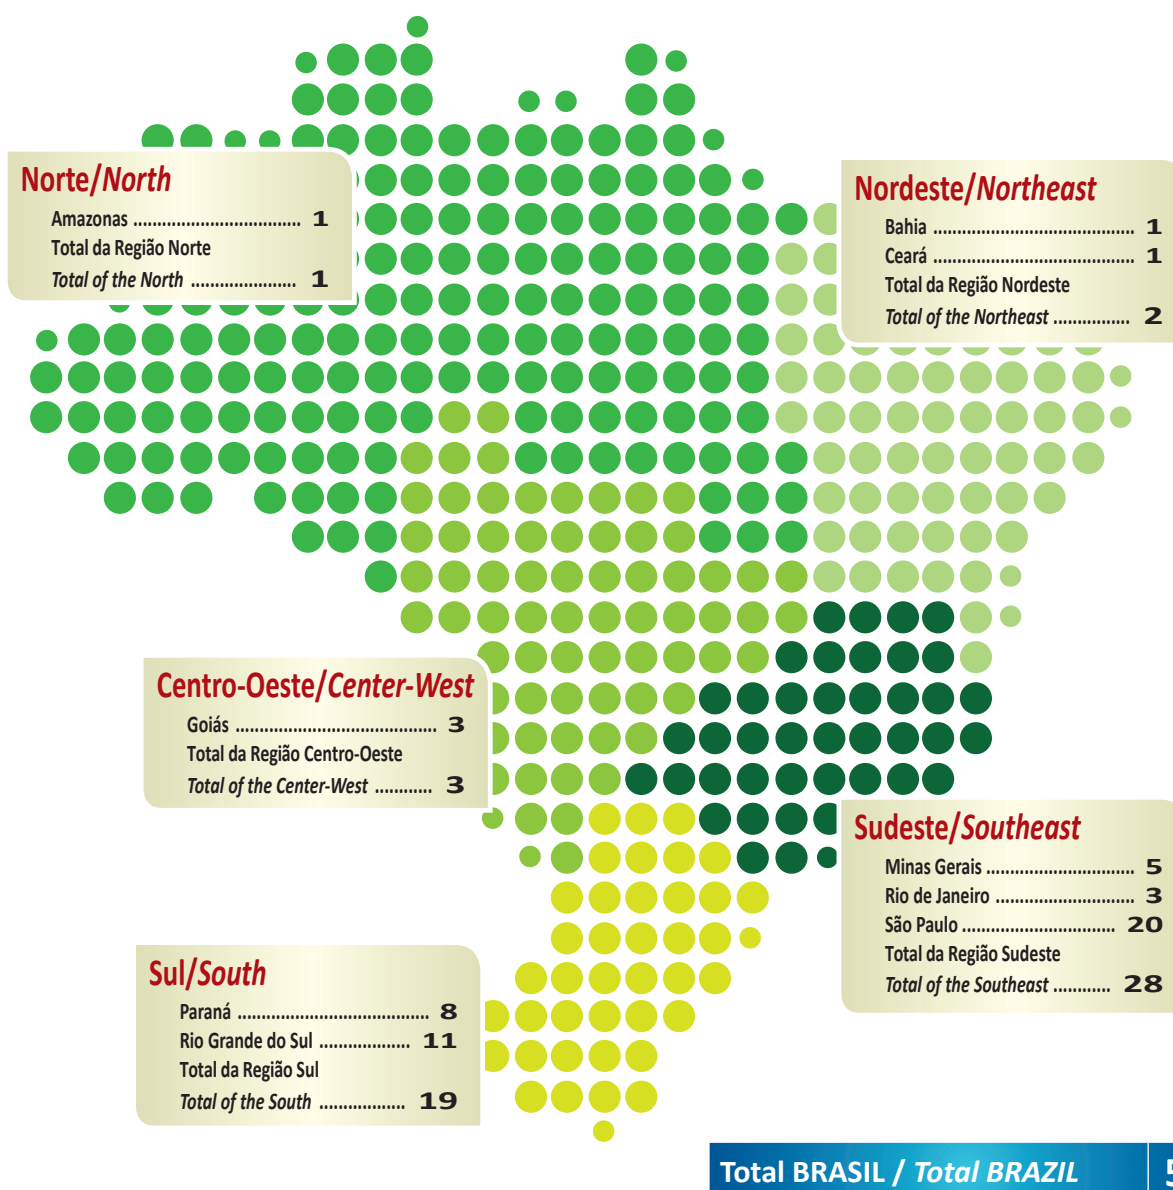 Norte/North
Amazonas ................................... 1
Total da Região Norte
Total of the North ...................... 1
Nordeste/Northeast
Bahia .......................................... 1
Ceará .......................................... 1
Total da Região Nordeste
Total of the Northeast ................ 2
Centro-Oeste/Center-West
Goiás .......................................... 3
Total da Região Centro-Oeste
Total of the Center-West ............ 3
Sudeste/Southeast
Minas Gerais ............................... 5
Rio de Janeiro ............................. 3
São Paulo ................................ 20
Total da Região Sudeste
Total of the Southeast ............ 28
Sul/South
Paraná ........................................ 8
Rio Grande do Sul ................... 11
Total da Região Sul
Total of the South .................. 19
Total BRASIL / Total BRAZIL